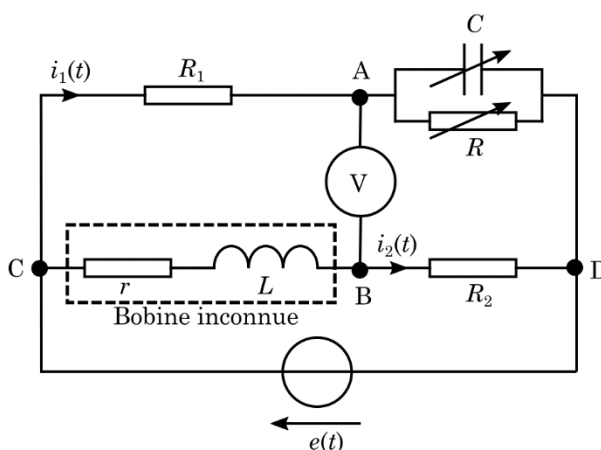 C
i₁(t)
R₁
A
R
V
C
i₂(t)
D
r
L
B
R₂
Bobine inconnue
e(t)